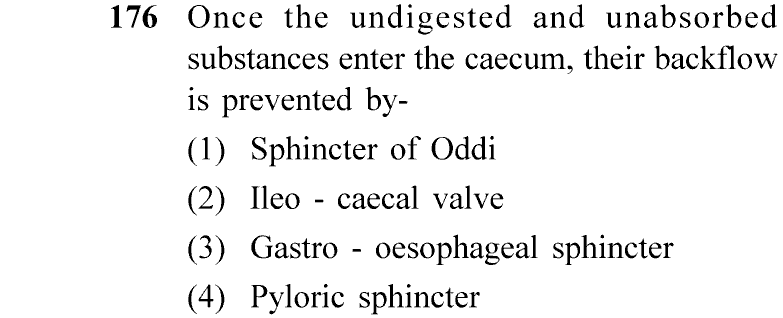 176 Once the undigested and unabsorbed
substances enter the caecum, their backflow
is prevented by-
(1) Sphincter of Oddi
(2) Ileo - caecal valve
(3) Gastro - oesophageal sphincter
(4) Pyloric sphincter